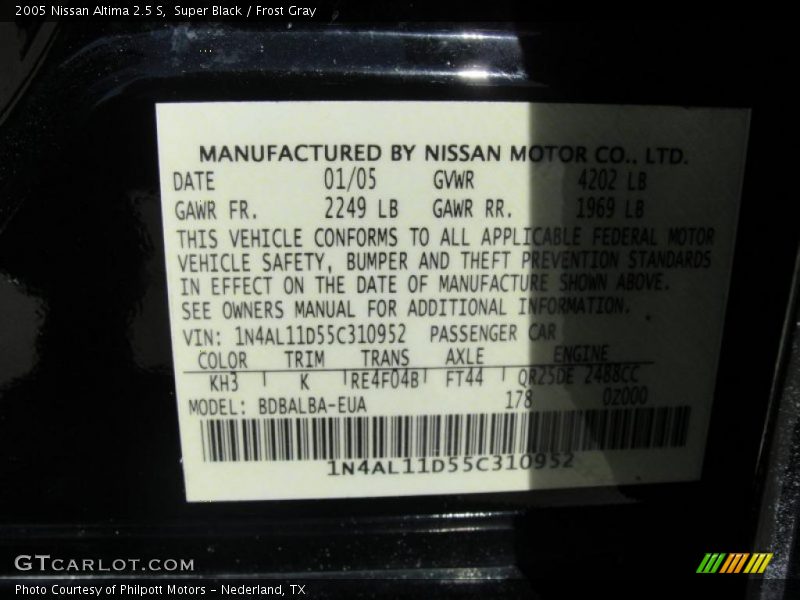 2005 Nissan Altima 2.5 S, Super Black / Frost Gray
MANUFACTURED BY NISSAN MOTOR CO., LTD.
DATE 01/05 GVWR 4202 LB
GAWR FR. 2249 LB GAWR RR. 1969 LB
THIS VEHICLE CONFORMS TO ALL APPLICABLE FEDERAL MOTOR
VEHICLE SAFETY, BUMPER AND THEFT PREVENTION STANDARDS
IN EFFECT ON THE DATE OF MANUFACTURE SHOWN ABOVE.
SEE OWNERS MANUAL FOR ADDITIONAL INFORMATION.
VIN: 1N4AL11D55C310952 PASSENGER CAR
COLOR TRIM TRANS AXLE ENGINE
KH3 K RE4F04B FT44 QR25DE 2488CC
MODEL: BDBALBA-EUA 178 0Z000
1N4AL11D55C310952
GTCARLOT.COM
Photo Courtesy of Philpott Motors - Nederland, TX